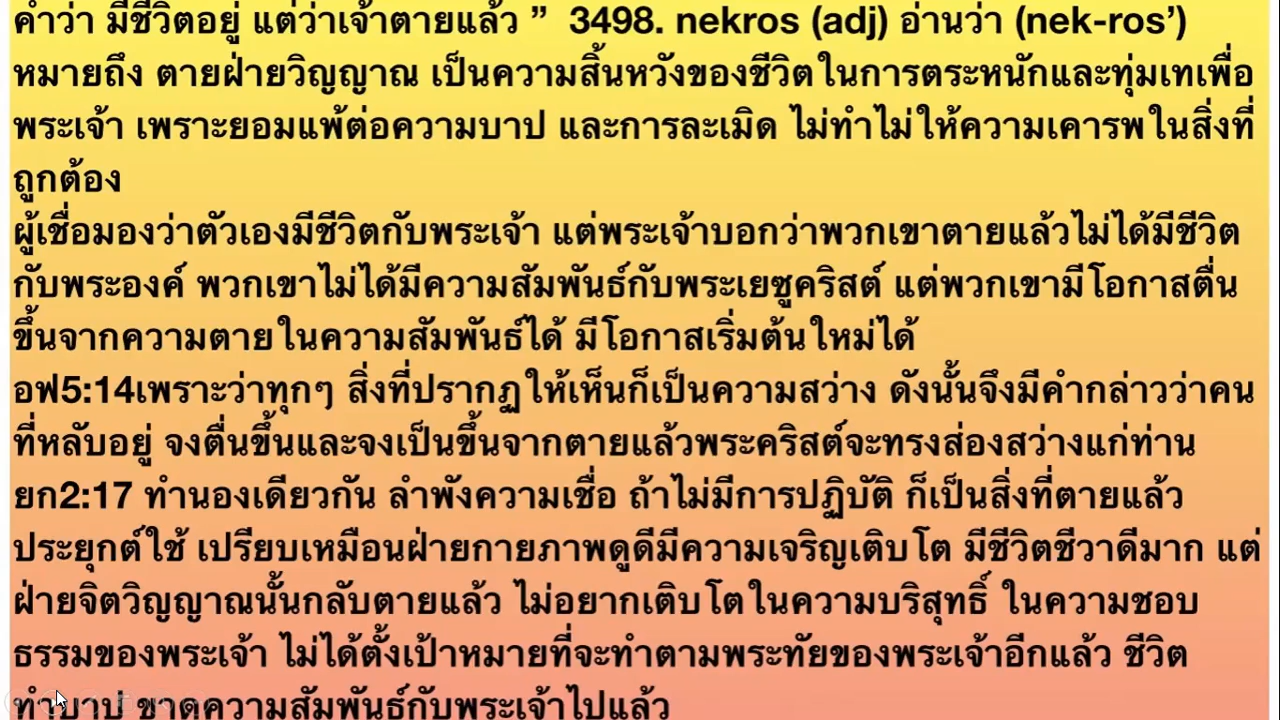 คำว่า มีชีวิตอยู่ แต่ว่าเจ้าตายแล้ว ”  3498. nekros (adj) อ่านว่า (nek-ros’)
หมายถึง ตายฝ่ายวิญญาณ เป็นความสิ้นหวังของชีวิตในการตระหนักและทุ่มเทเพื่อ
พระเจ้า เพราะยอมแพ้ต่อความบาป และการละเมิด ไม่ทำไม่ให้ความเคารพในสิ่งที่
ถูกต้อง
ผู้เชื่อมองว่าตัวเองมีชีวิตกับพระเจ้า แต่พระเจ้าบอกว่าพวกเขาตายแล้วไม่ได้มีชีวิต
กับพระองค์ พวกเขาไม่ได้มีความสัมพันธ์กับพระเยซูคริสต์ แต่พวกเขามีโอกาสตื่น
ขึ้นจากความตายในความสัมพันธ์ได้ มีโอกาสเริ่มต้นใหม่ได้
อฟ5:14เพราะว่าทุกๆ สิ่งที่ปรากฏให้เห็นก็เป็นความสว่าง ดังนั้นจึงมีคำกล่าวว่าคน
ที่หลับอยู่ จงตื่นขึ้นและจงเป็นขึ้นจากตายแล้วพระคริสต์จะทรงส่องสว่างแก่ท่าน
ยก2:17 ทำนองเดียวกัน ลำพังความเชื่อ ถ้าไม่มีการปฏิบัติ ก็เป็นสิ่งที่ตายแล้ว
ประยุกต์ใช้ เปรียบเหมือนฝ่ายกายภาพดูดีมีความเจริญเติบโต มีชีวิตชีวาดีมาก แต่
ฝ่ายจิตวิญญาณนั้นกลับตายแล้ว ไม่อยากเติบโตในความบริสุทธิ์ ในความชอบ
ธรรมของพระเจ้า ไม่ได้ตั้งเป้าหมายที่จะทำตามพระทัยของพระเจ้าอีกแล้ว ชีวิต
ทำบาป ขาดความสัมพันธ์กับพระเจ้าไปแล้ว